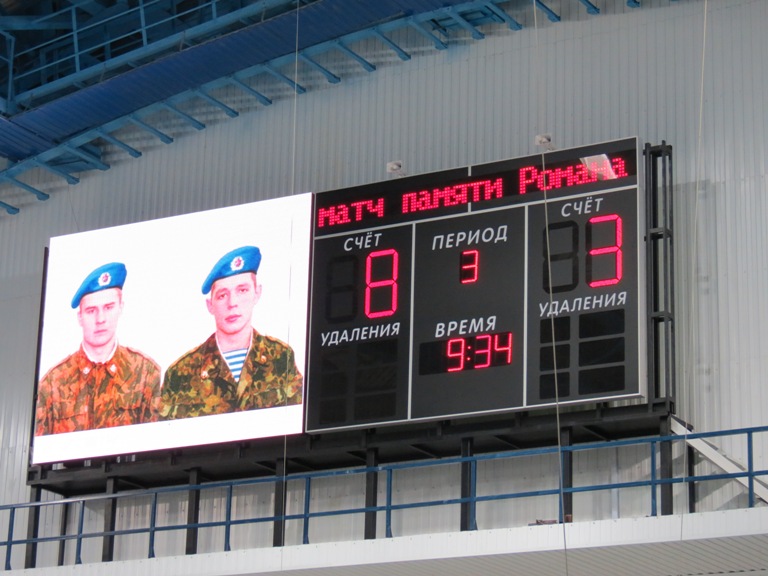 матч памяти Романа
СЧЁТ ПЕРИОД СЧЁТ
8 3 3
УДАЛЕНИЯ ВРЕМЯ УДАЛЕНИЯ
9:34